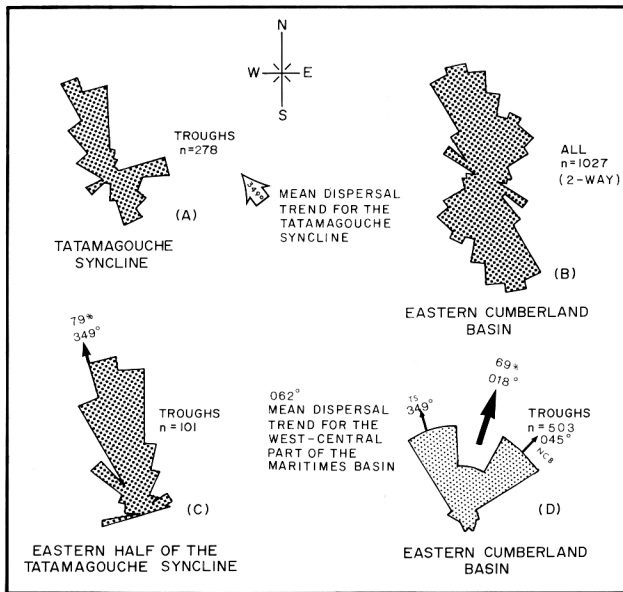 N
W E
S
TROUGHS
n=278
(A)
TATAMAGOUCHE
SYNCLINE
349°
MEAN DISPERSAL
TREND FOR THE
TATAMAGOUCHE
SYNCLINE
ALL
n=1027
(2-WAY)
(B)
EASTERN CUMBERLAND
BASIN
79%
349°
TROUGHS
n=101
(C)
EASTERN HALF OF THE
TATAMAGOUCHE SYNCLINE
062°
MEAN DISPERSAL
TREND FOR THE
WEST-CENTRAL
PART OF THE
MARITIMES BASIN
69%
018°
TS
349°
TROUGHS
n=503
045°
NCB
(D)
EASTERN CUMBERLAND
BASIN